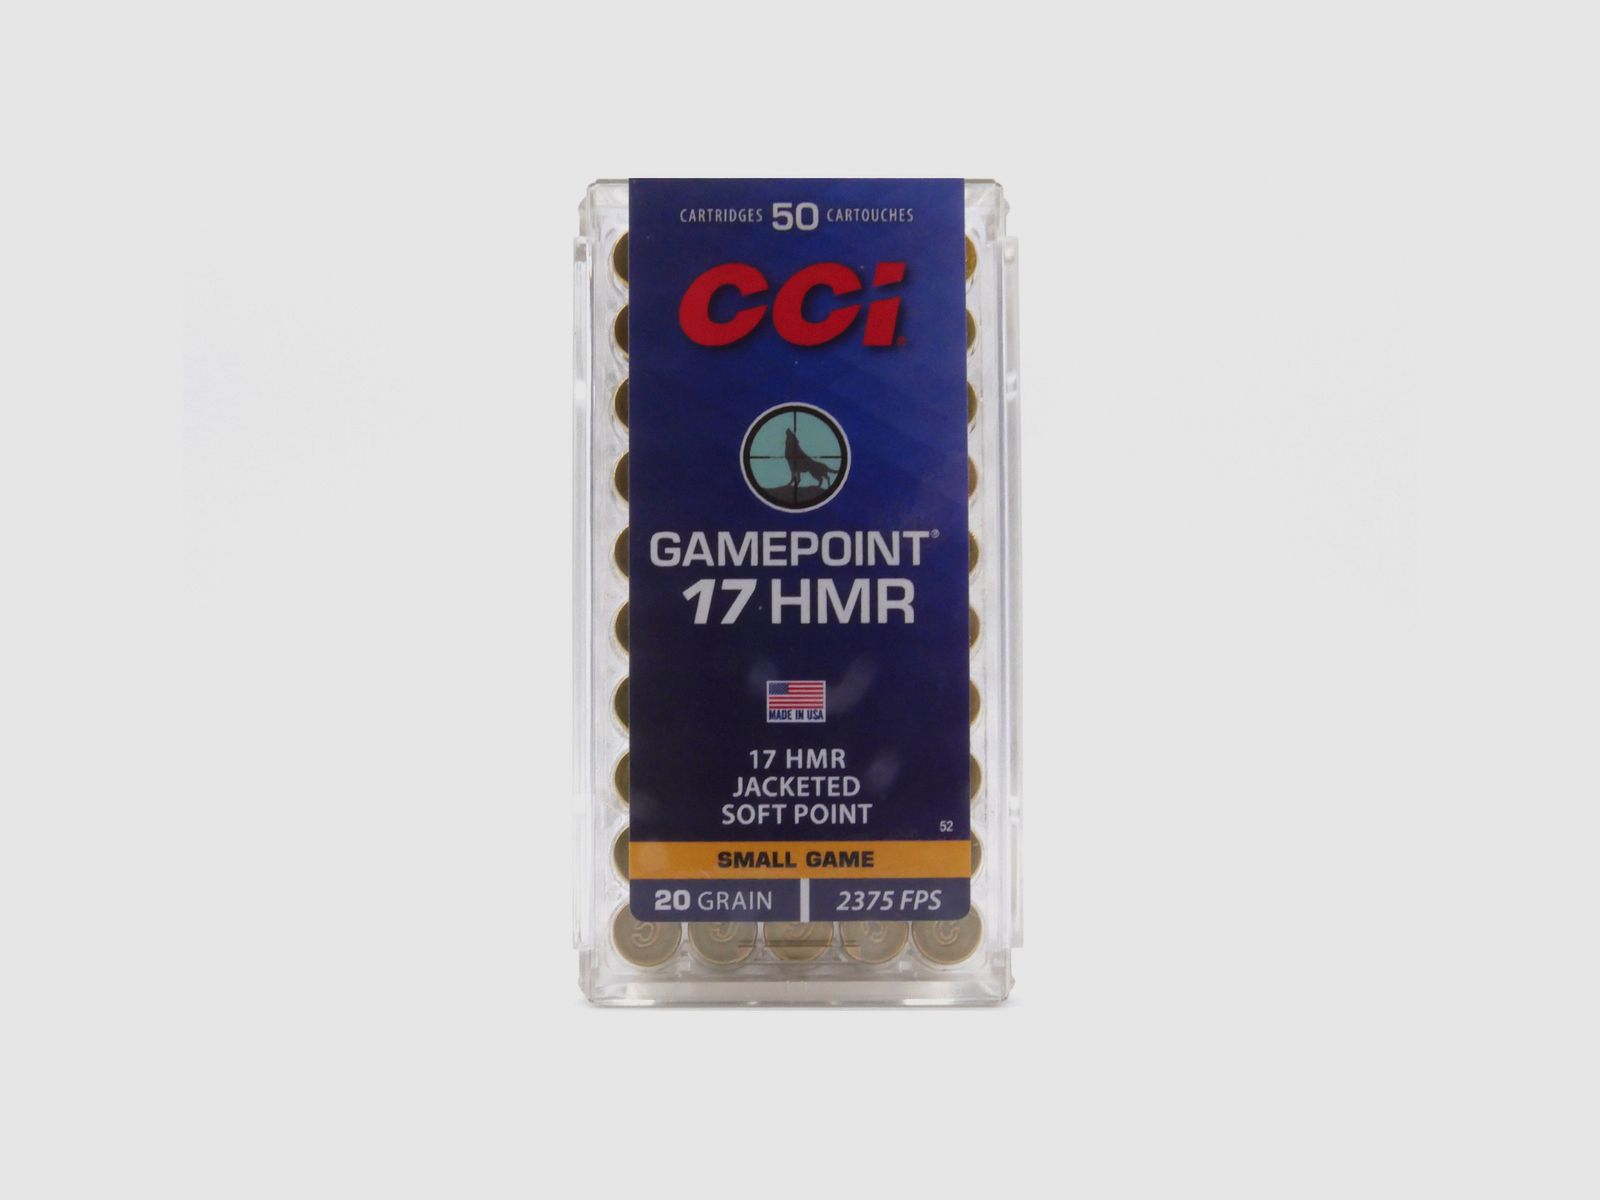 CARTRIDGES 50 CARTOUCHES
CCi
GAMEPOINT®
17 HMR
MADE IN USA
17 HMR
JACKETED
SOFT POINT
52
SMALL GAME
20 GRAIN 2375 FPS
C C C C C